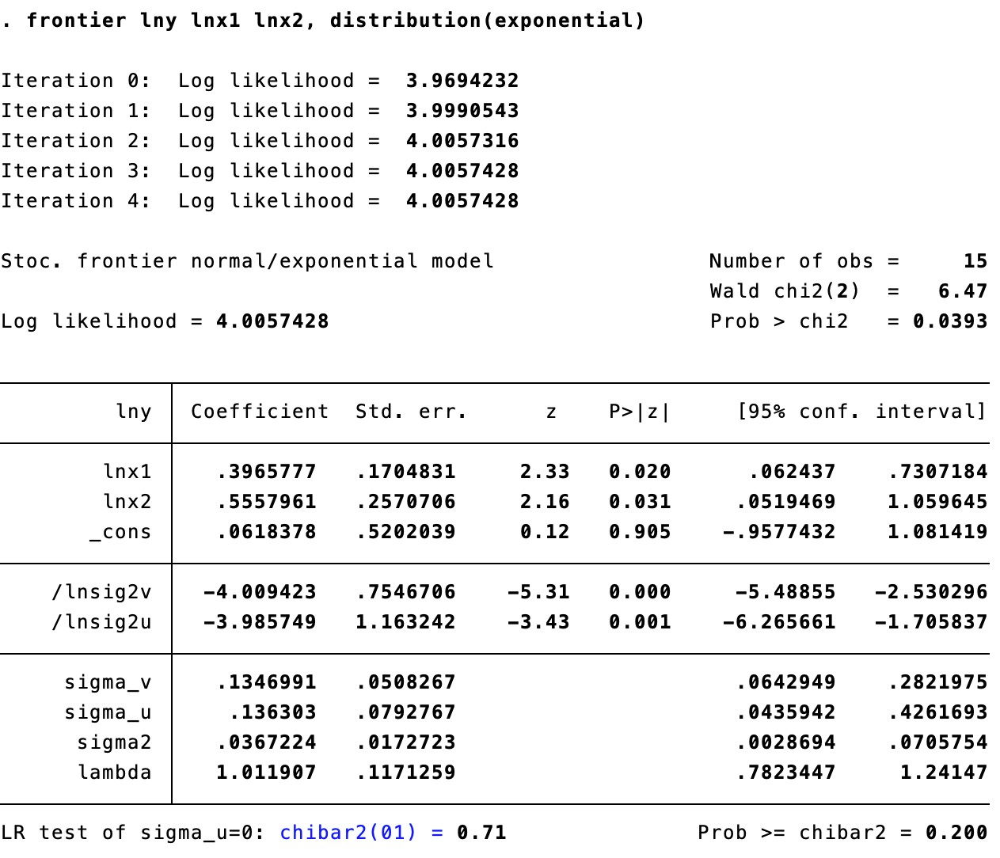 . frontier lny lnx1 lnx2, distribution(exponential)
Iteration 0:  Log likelihood =  3.9694232
Iteration 1:  Log likelihood =  3.9990543
Iteration 2:  Log likelihood =  4.0057316
Iteration 3:  Log likelihood =  4.0057428
Iteration 4:  Log likelihood =  4.0057428
Stoc. frontier normal/exponential model                 Number of obs =     15
                                                        Wald chi2(2)  =   6.47
Log likelihood = 4.0057428                              Prob > chi2   = 0.0393
         lny | Coefficient  Std. err.      z    P>|z|     [95% conf. interval]
        lnx1 |   .3965777   .1704831     2.33   0.020      .062437    .7307184
        lnx2 |   .5557961   .2570706     2.16   0.031     .0519469    1.059645
       _cons |   .0618378   .5202039     0.12   0.905    -.9577432    1.081419
    /lnsig2v |  -4.009423   .7546706    -5.31   0.000     -5.48855   -2.530296
    /lnsig2u |  -3.985749   1.163242    -3.43   0.001    -6.265661   -1.705837
     sigma_v |   .1346991   .0508267                      .0642949    .2821975
     sigma_u |    .136303   .0792767                      .0435942    .4261693
      sigma2 |   .0367224   .0172723                      .0028694    .0705754
      lambda |   1.011907   .1171259                      .7823447     1.24147
LR test of sigma_u=0: chibar2(01) = 0.71               Prob >= chibar2 = 0.200